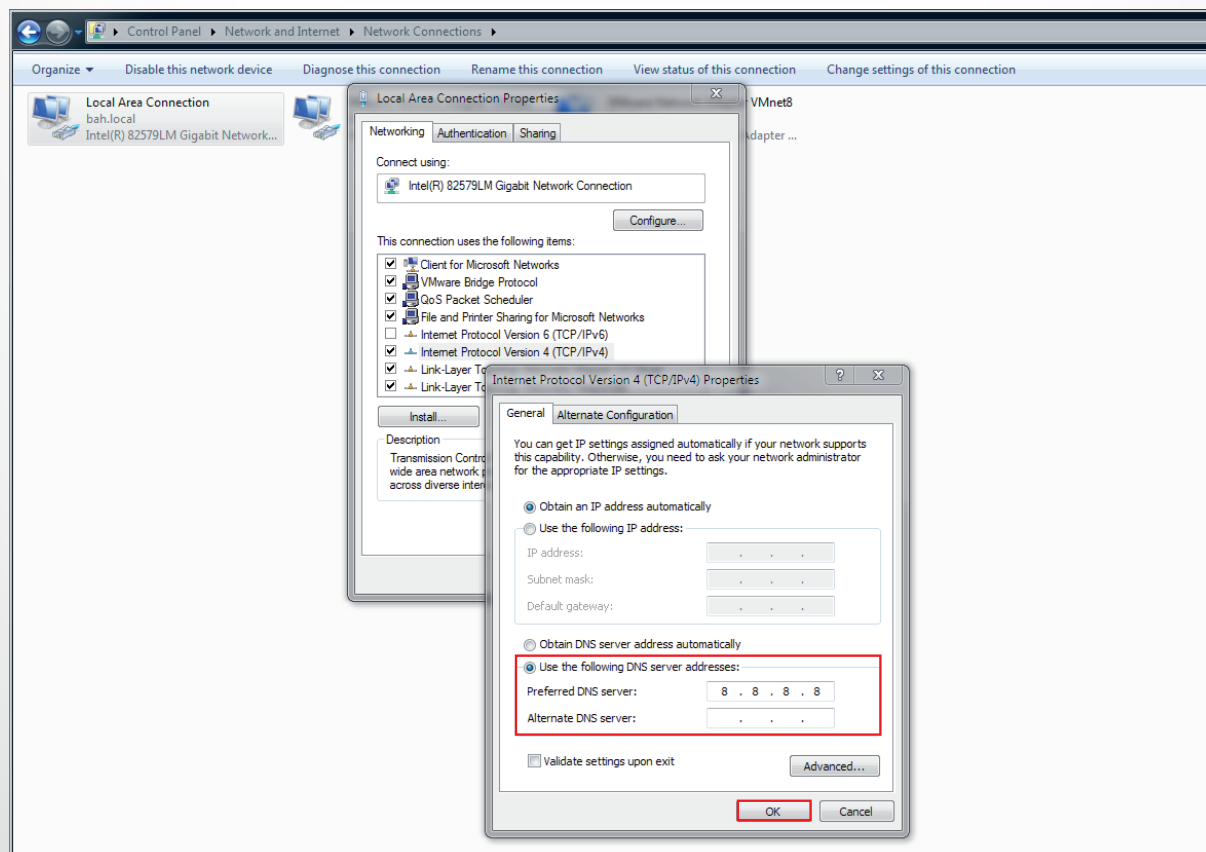 Control Panel Network and Internet Network Connections
Organize Disable this network device Diagnose this connection Rename this connection View status of this connection Change settings of this connection
Local Area Connection
bah.local
Intel(R) 82579LM Gigabit Network...
VMnet8
Adapter ...
Local Area Connection Properties
Networking Authentication Sharing
Connect using:
Intel(R) 82579LM Gigabit Network Connection
Configure...
This connection uses the following items:
Client for Microsoft Networks
VMware Bridge Protocol
QoS Packet Scheduler
File and Printer Sharing for Microsoft Networks
Internet Protocol Version 6 (TCP/IPv6)
Internet Protocol Version 4 (TCP/IPv4)
Link-Layer
Link-Layer
Install...
Description
Transmission
wide area network
across diverse
Internet Protocol Version 4 (TCP/IPv4) Properties
General Alternate Configuration
You can get IP settings assigned automatically if your network supports
this capability. Otherwise, you need to ask your network administrator
for the appropriate IP settings.
Obtain an IP address automatically
Use the following IP address:
IP address: . . .
Subnet mask: . . .
Default gateway: . . .
Obtain DNS server address automatically
Use the following DNS server addresses:
Preferred DNS server: 8 . 8 . 8 . 8
Alternate DNS server: . . .
Validate settings upon exit
Advanced...
OK Cancel